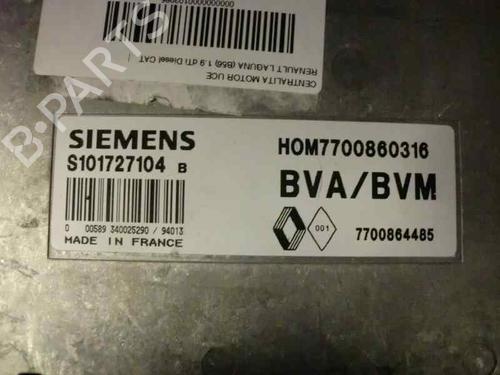 0000000000103086
RENAULT LAGUNA (B56) 1.9 dTi Diesel CAT
CENTRALITA MOTOR UCE
B-PARTS
SIEMENS
S101727104 B
0 00589 340025290 / 94013
MADE IN FRANCE
HOM7700860316
BVA/BVM
001
7700864485